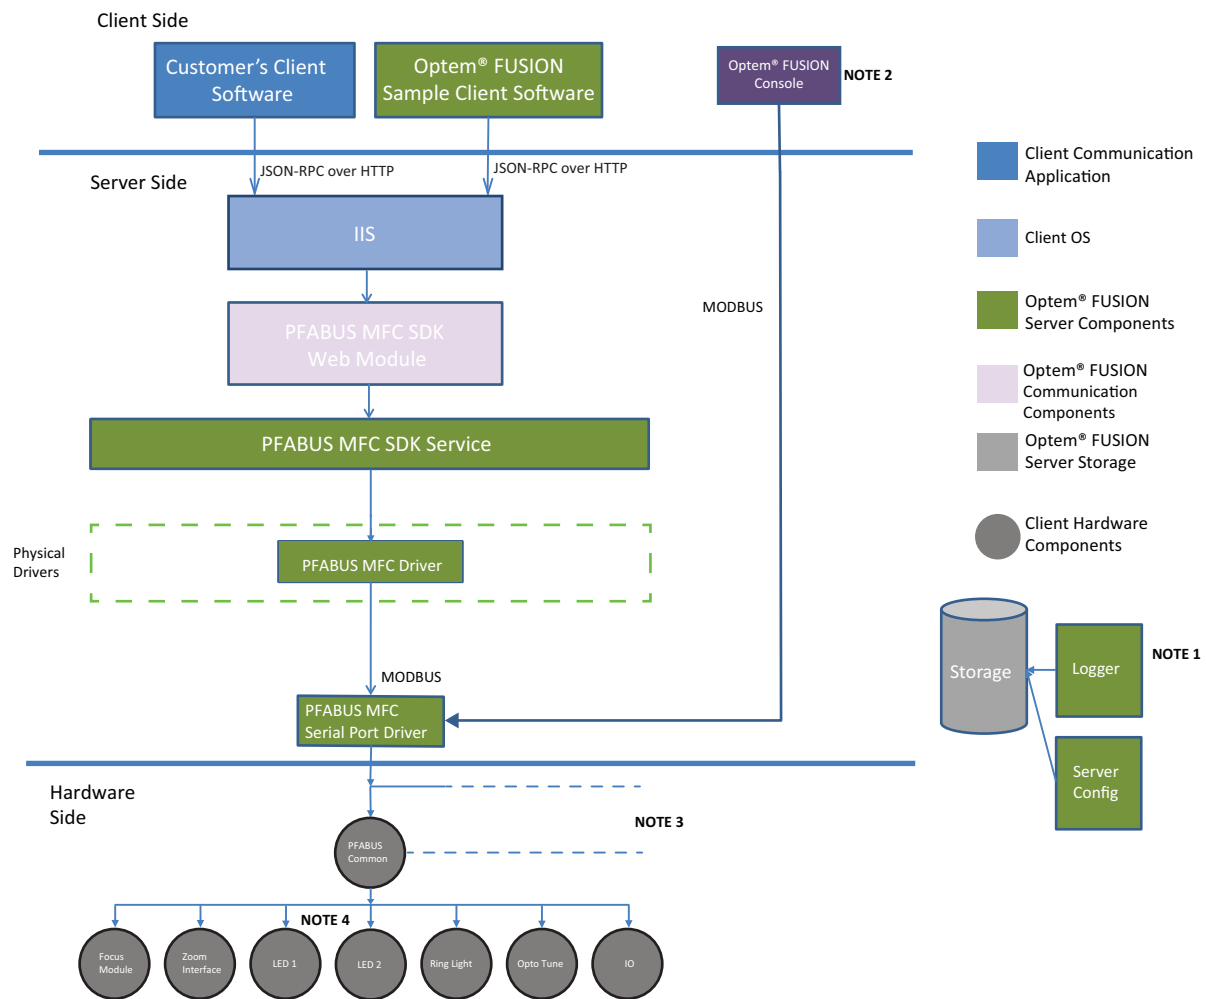 Client Side
Customer's Client
Software
Optem® FUSION
Sample Client Software
Optem® FUSION
Console
NOTE 2
JSON-RPC over HTTP
JSON-RPC over HTTP
Server Side
IIS
PFABUS MFC SDK
Web Module
MODBUS
PFABUS MFC SDK Service
Physical
Drivers
PFABUS MFC Driver
MODBUS
PFABUS MFC
Serial Port Driver
Hardware
Side
NOTE 3
PFABUS
Common
NOTE 4
Focus
Module
Zoom
Interface
LED 1
LED 2
Ring Light
Opto Tune
IO
Client Communication
Application
Client OS
Optem® FUSION
Server Components
Optem® FUSION
Communication
Components
Optem® FUSION
Server Storage
Client Hardware
Components
Storage
Logger
NOTE 1
Server
Config